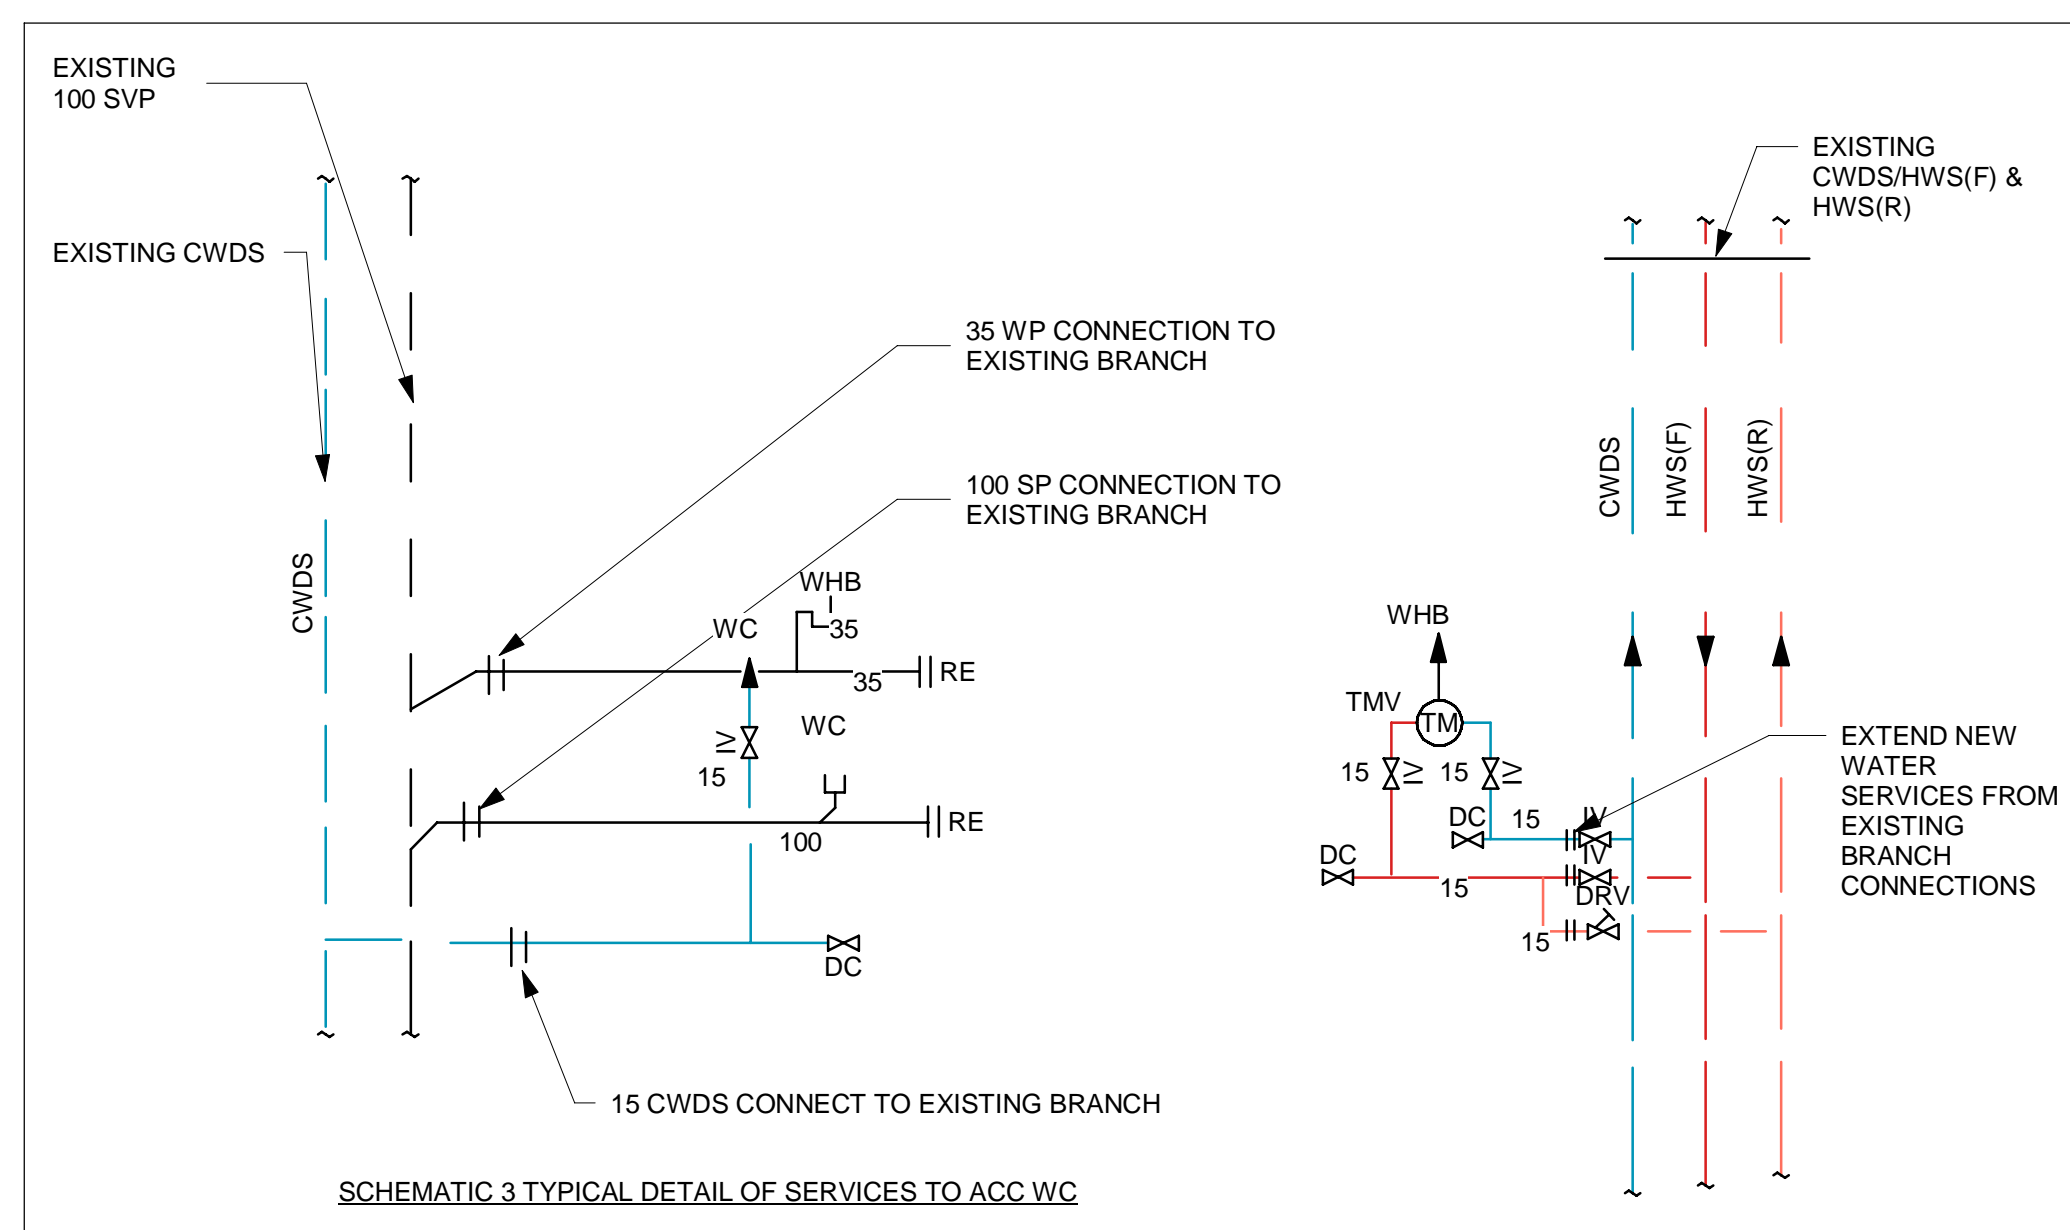 EXISTING
100 SVP
EXISTING CWDS
CWDS
35 WP CONNECTION TO
EXISTING BRANCH
100 SP CONNECTION TO
EXISTING BRANCH
WHB
35
WC
35
RE
WC
IV
15
RE
100
DC
15 CWDS CONNECT TO EXISTING BRANCH
SCHEMATIC 3 TYPICAL DETAIL OF SERVICES TO ACC WC
EXISTING
CWDS/HWS(F) &
HWS(R)
CWDS
HWS(F)
HWS(R)
WHB
TMV
TM
15
IV
15
IV
DC
15
IV
DC
15
IV
DRV
15
EXTEND NEW
WATER
SERVICES FROM
EXISTING
BRANCH
CONNECTIONS